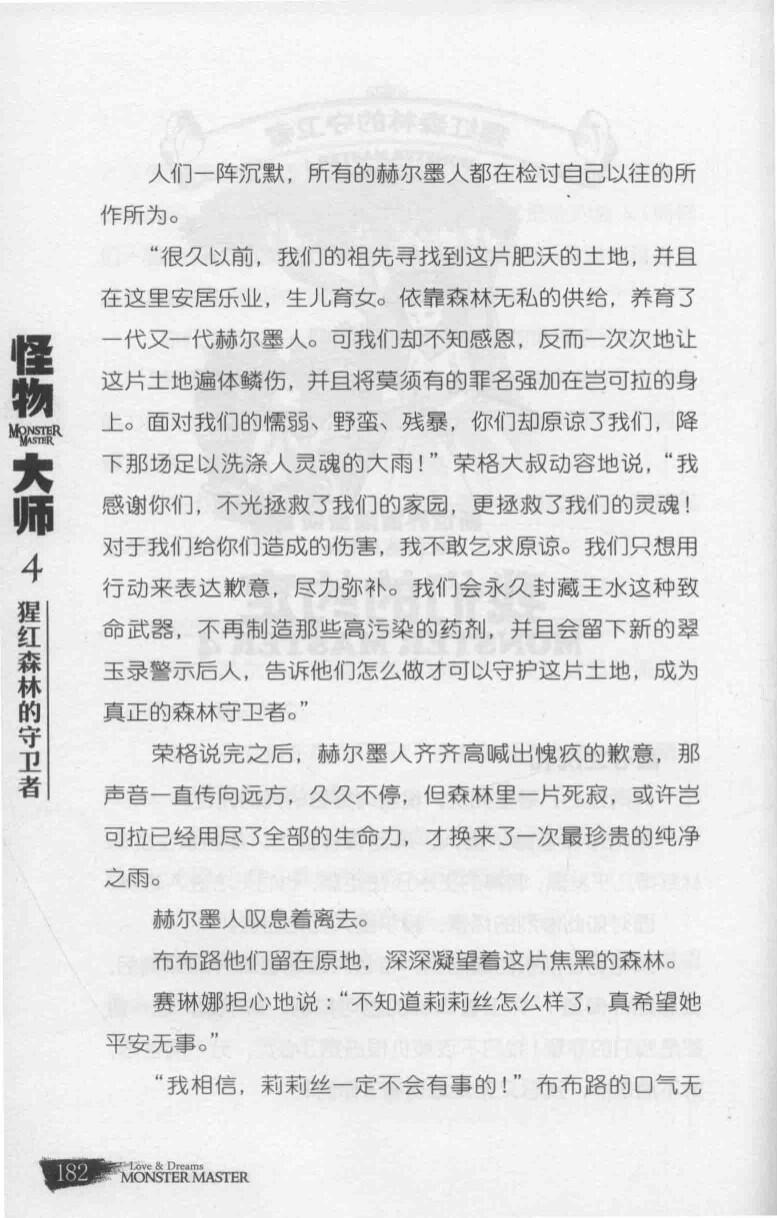 人们一阵沉默，所有的赫尔墨人都在检讨自己以往的所
作所为。
“很久以前，我们的祖先寻找到这片肥沃的土地，并且
在这里安居乐业，生儿育女。依靠森林无私的供给，养育了
一代又一代赫尔墨人。可我们却不知感恩，反而一次次地让
这片土地遍体鳞伤，并且将莫须有的罪名强加在岂可拉的身
上。面对我们的懦弱、野蛮、残暴，你们却原谅了我们，降
下那场足以洗涤人灵魂的大雨！”荣格大叔动容地说，“我
感谢你们，不光拯救了我们的家园，更拯救了我们的灵魂！
对于我们给你们造成的伤害，我不敢乞求原谅。我们只想用
行动来表达歉意，尽力弥补。我们会永久封藏王水这种致
命武器，不再制造那些高污染的药剂，并且会留下新的翠
玉录警示后人，告诉他们怎么做才可以守护这片土地，成为
真正的森林守卫者。”
荣格说完之后，赫尔墨人齐齐高喊出愧疚的歉意，那
声音一直传向远方，久久不停，但森林里一片死寂，或许岂
可拉已经用尽了全部的生命力，才换来了一次最珍贵的纯净
之雨。
赫尔墨人叹息着离去。
布布路他们留在原地，深深凝望着这片焦黑的森林。
赛琳娜担心地说：“不知道莉莉丝怎么样了，真希望她
平安无事。”
“我相信，莉莉丝一定不会有事的！”布布路的口气无
怪物
MONSTER
MASTER
大师
4
猩红森林的守卫者
182
Love & Dreams
MONSTER MASTER